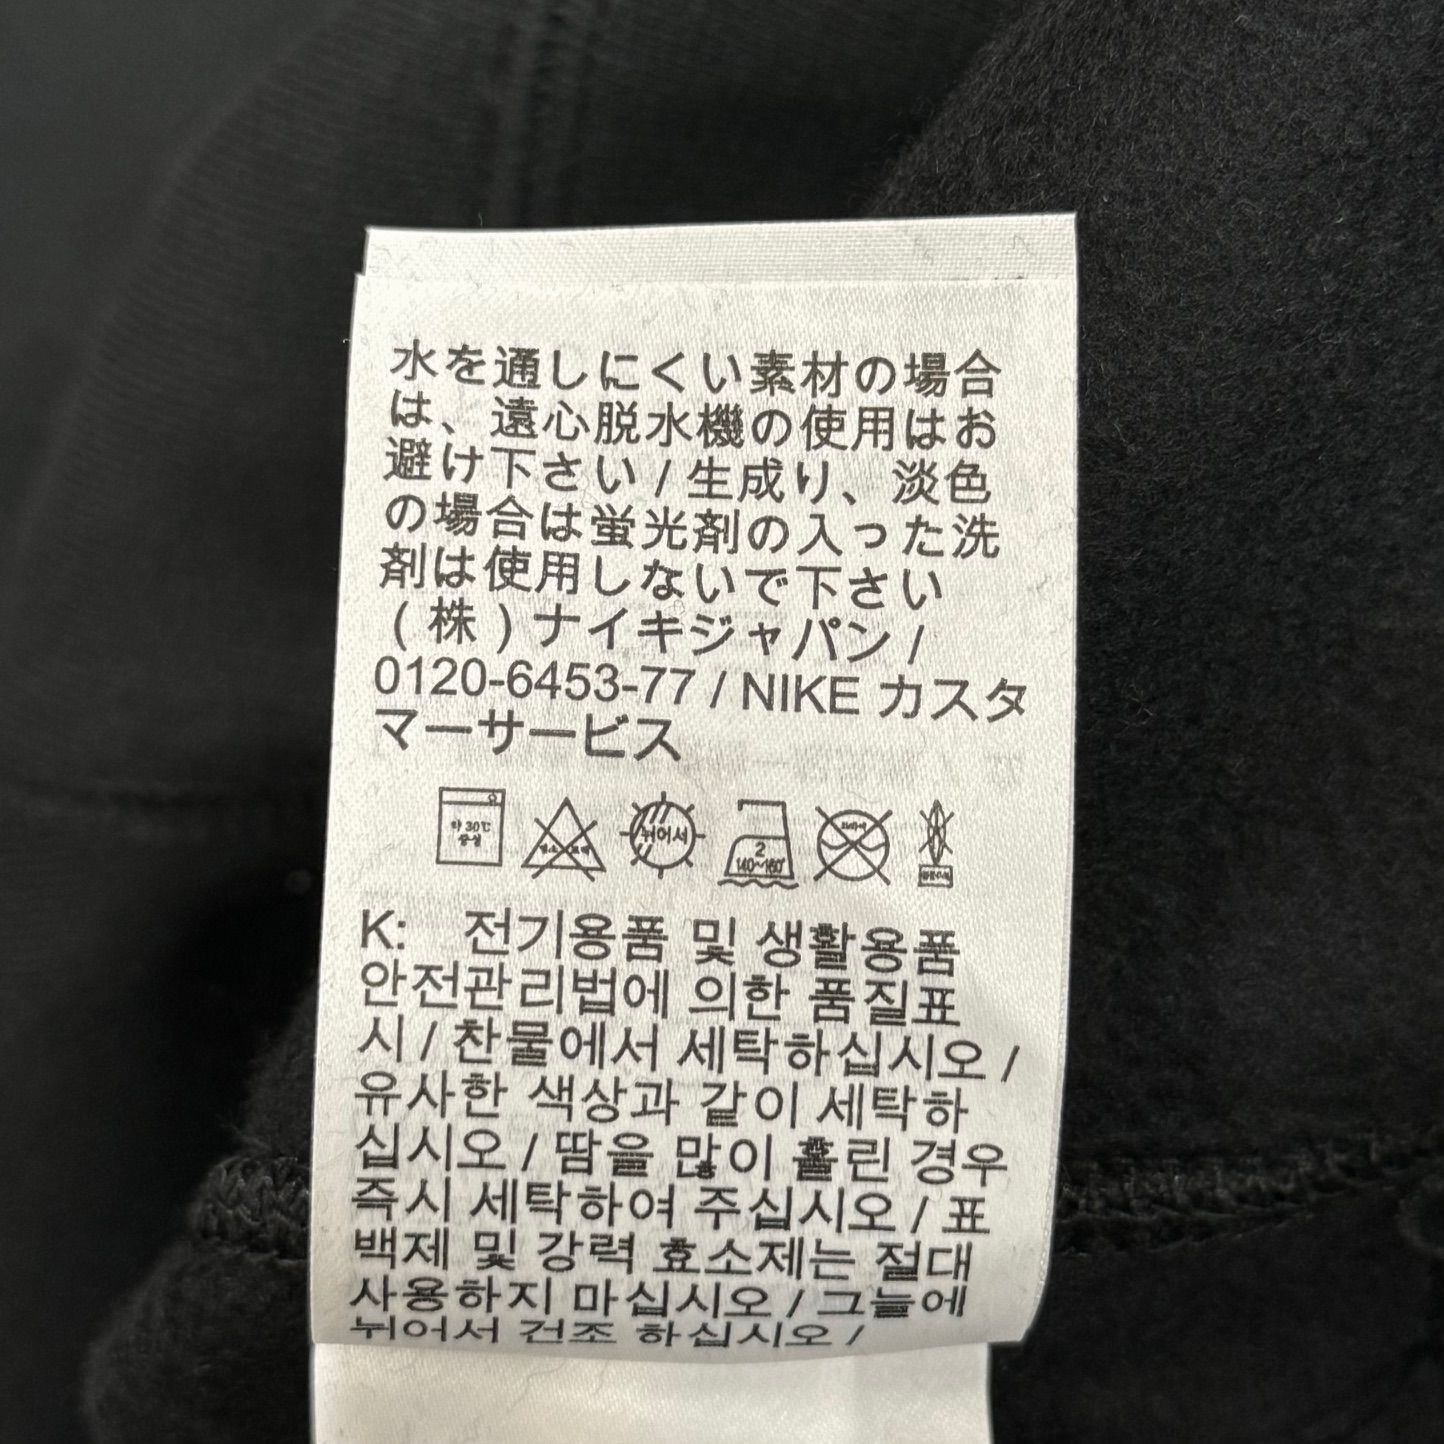 水を通しにくい素材の場合
は、遠心脱水機の使用はお
避け下さい / 生成り、淡色
の場合は蛍光剤の入った洗
剤は使用しないで下さい
( 株 ) ナイキジャパン /
0120-6453-77 / NIKE カスタ
マーサービス
약 30℃
중성
뉘어서
2
140~160
K: 전기용품 및 생활용품
안전관리법에 의한 품질표
시 / 찬물에서 세탁하십시오 /
유사한 색상과 같이 세탁하
십시오 / 땀을 많이 흘린 경우
즉시 세탁하여 주십시오 / 표
백제 및 강력 효소제는 절대
사용하지 마십시오 / 그늘에
뉘어서 건조 하십시오 /